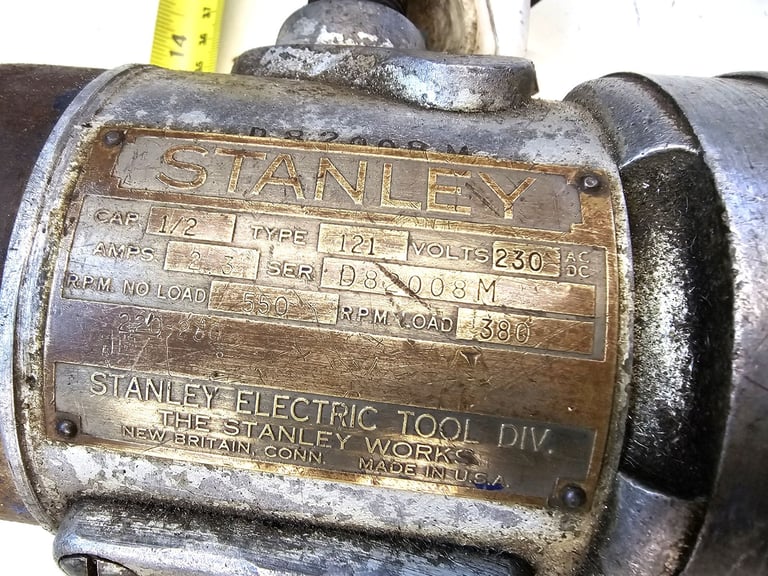 14
D82008M
STANLEY
CAP. 1/2 TYPE 121 VOLTS 230 AC DC
AMPS 2.3 SER. D82008M
R.P.M. NO LOAD 550 R.P.M. LOAD 380
STANLEY ELECTRIC TOOL DIV.
THE STANLEY WORKS
NEW BRITAIN, CONN. MADE IN U.S.A.